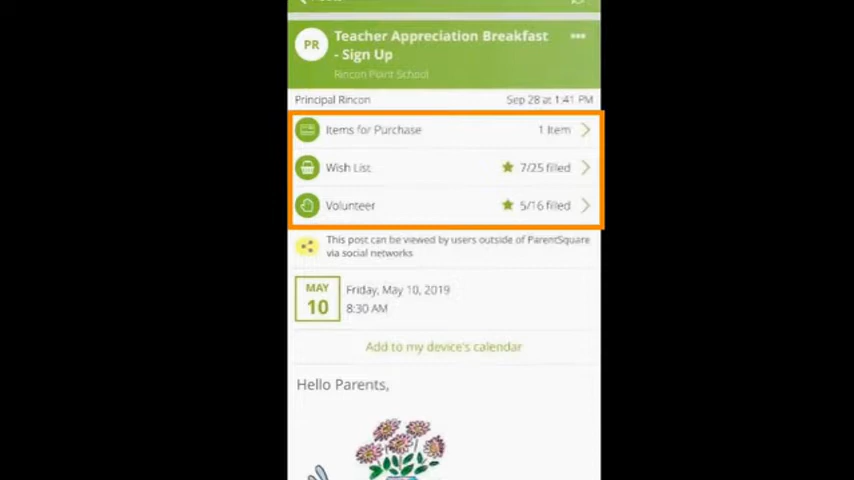 PR
Teacher Appreciation Breakfast
- Sign Up
Rincon Point School
Principal Rincon Sep 28 at 1:41 PM
Items for Purchase 1 Item
Wish List 7/25 filled
Volunteer 5/16 filled
This post can be viewed by users outside of ParentSquare
via social networks
MAY
10
Friday, May 10, 2019
8:30 AM
Add to my device's calendar
Hello Parents,